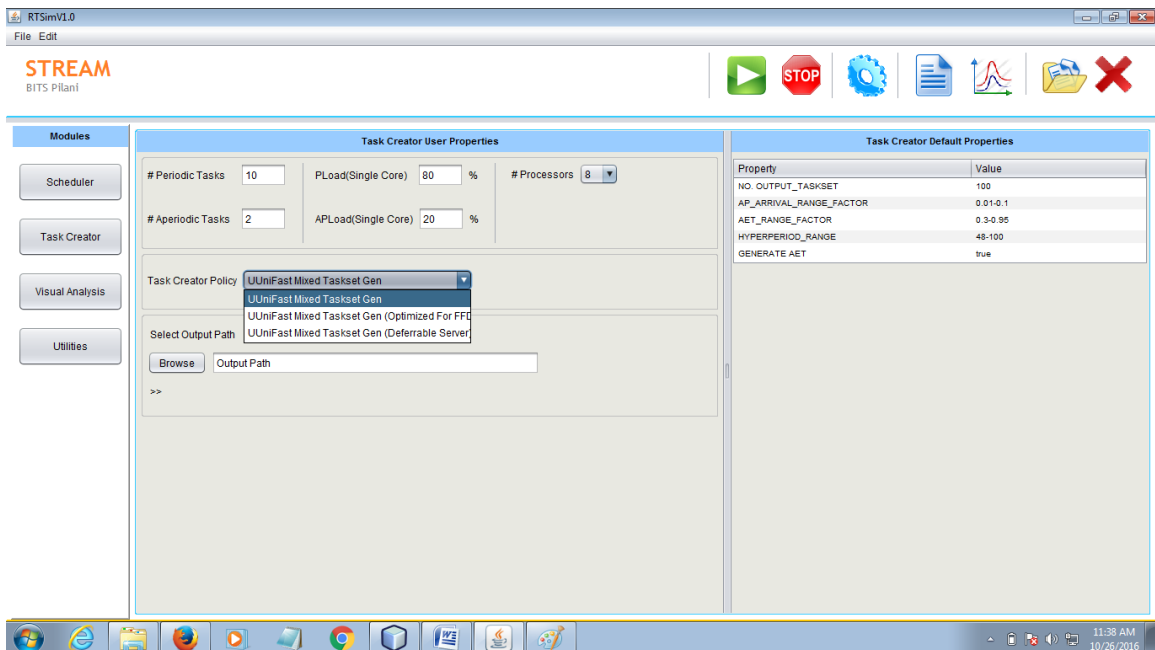 RTSimV1.0
File Edit
STREAM
BITS Pilani
STOP
Modules
Scheduler
Task Creator
Visual Analysis
Utilities
Task Creator User Properties
# Periodic Tasks 10 PLoad(Single Core) 80 % # Processors 8
# Aperiodic Tasks 2 APLoad(Single Core) 20 %
Task Creator Policy UUniFast Mixed Taskset Gen
UUniFast Mixed Taskset Gen
UUniFast Mixed Taskset Gen (Optimized For FFD
UUniFast Mixed Taskset Gen (Deferrable Server)
Select Output Path
Browse Output Path
>>
Task Creator Default Properties
Property Value
NO. OUTPUT_TASKSET 100
AP_ARRIVAL_RANGE_FACTOR 0.01-0.1
AET_RANGE_FACTOR 0.3-0.95
HYPERPERIOD_RANGE 48-100
GENERATE AET true
11:38 AM
10/26/2016